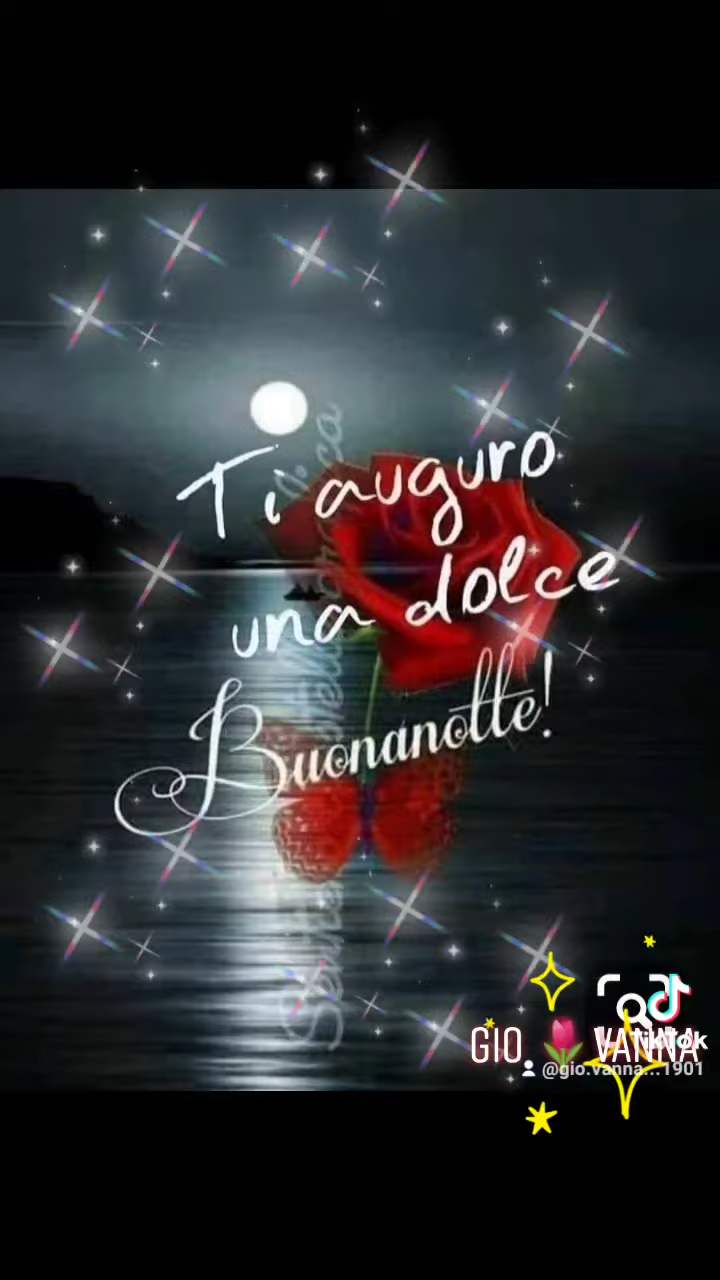 Ti auguro
una dolce
Buonanotte!
GIO 🌷 VANNA
TikTok
@gio.vanna...1901